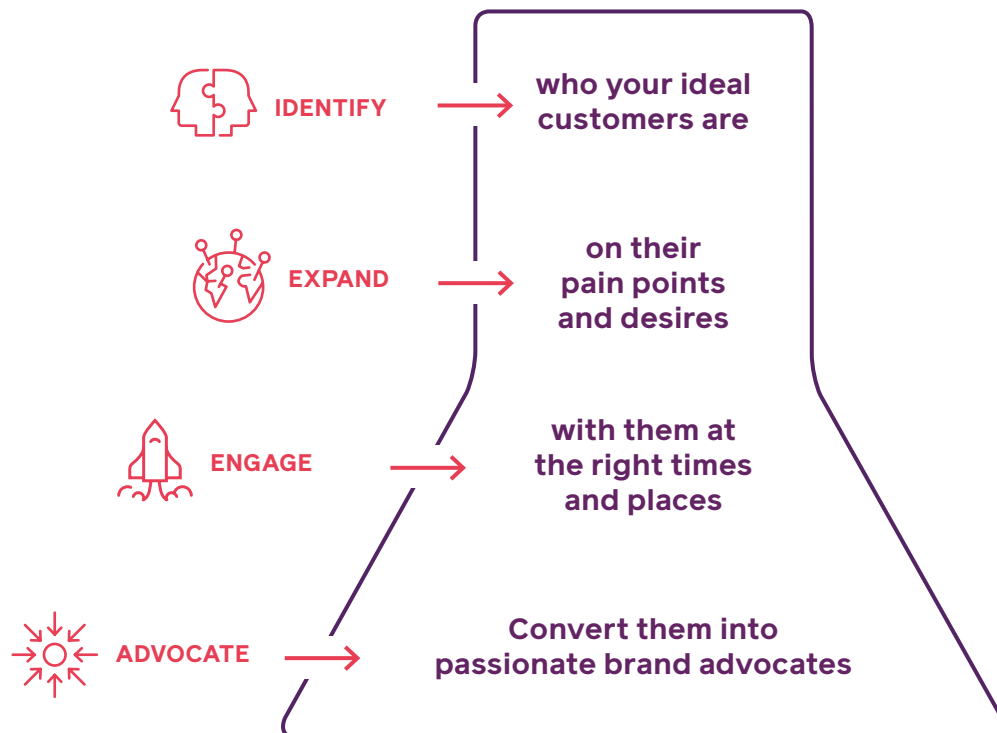 IDENTIFY
who your ideal
customers are
EXPAND
on their
pain points
and desires
ENGAGE
with them at
the right times
and places
ADVOCATE
Convert them into
passionate brand advocates